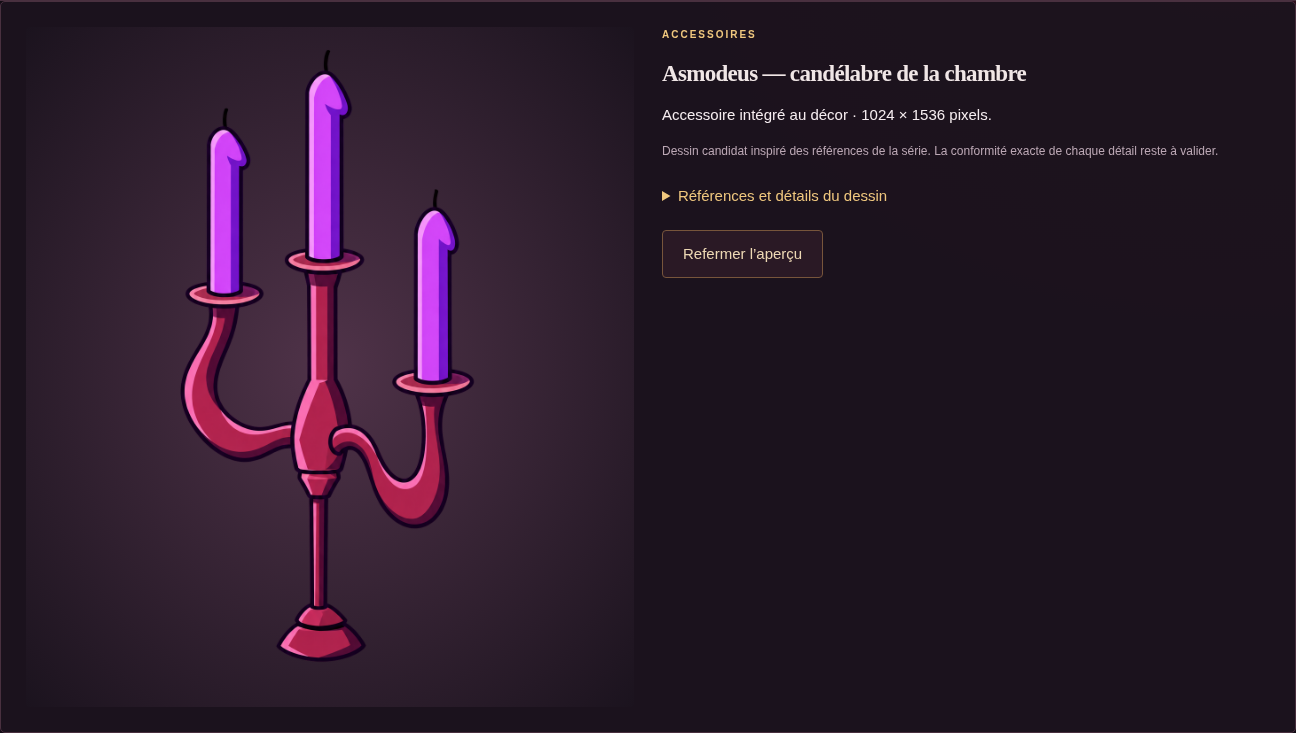 ACCESSOIRES
Asmodeus — candélabre de la chambre
Accessoire intégré au décor · 1024 × 1536 pixels.
Dessin candidat inspiré des références de la série. La conformité exacte de chaque détail reste à valider.
Références et détails du dessin
Refermer l’aperçu